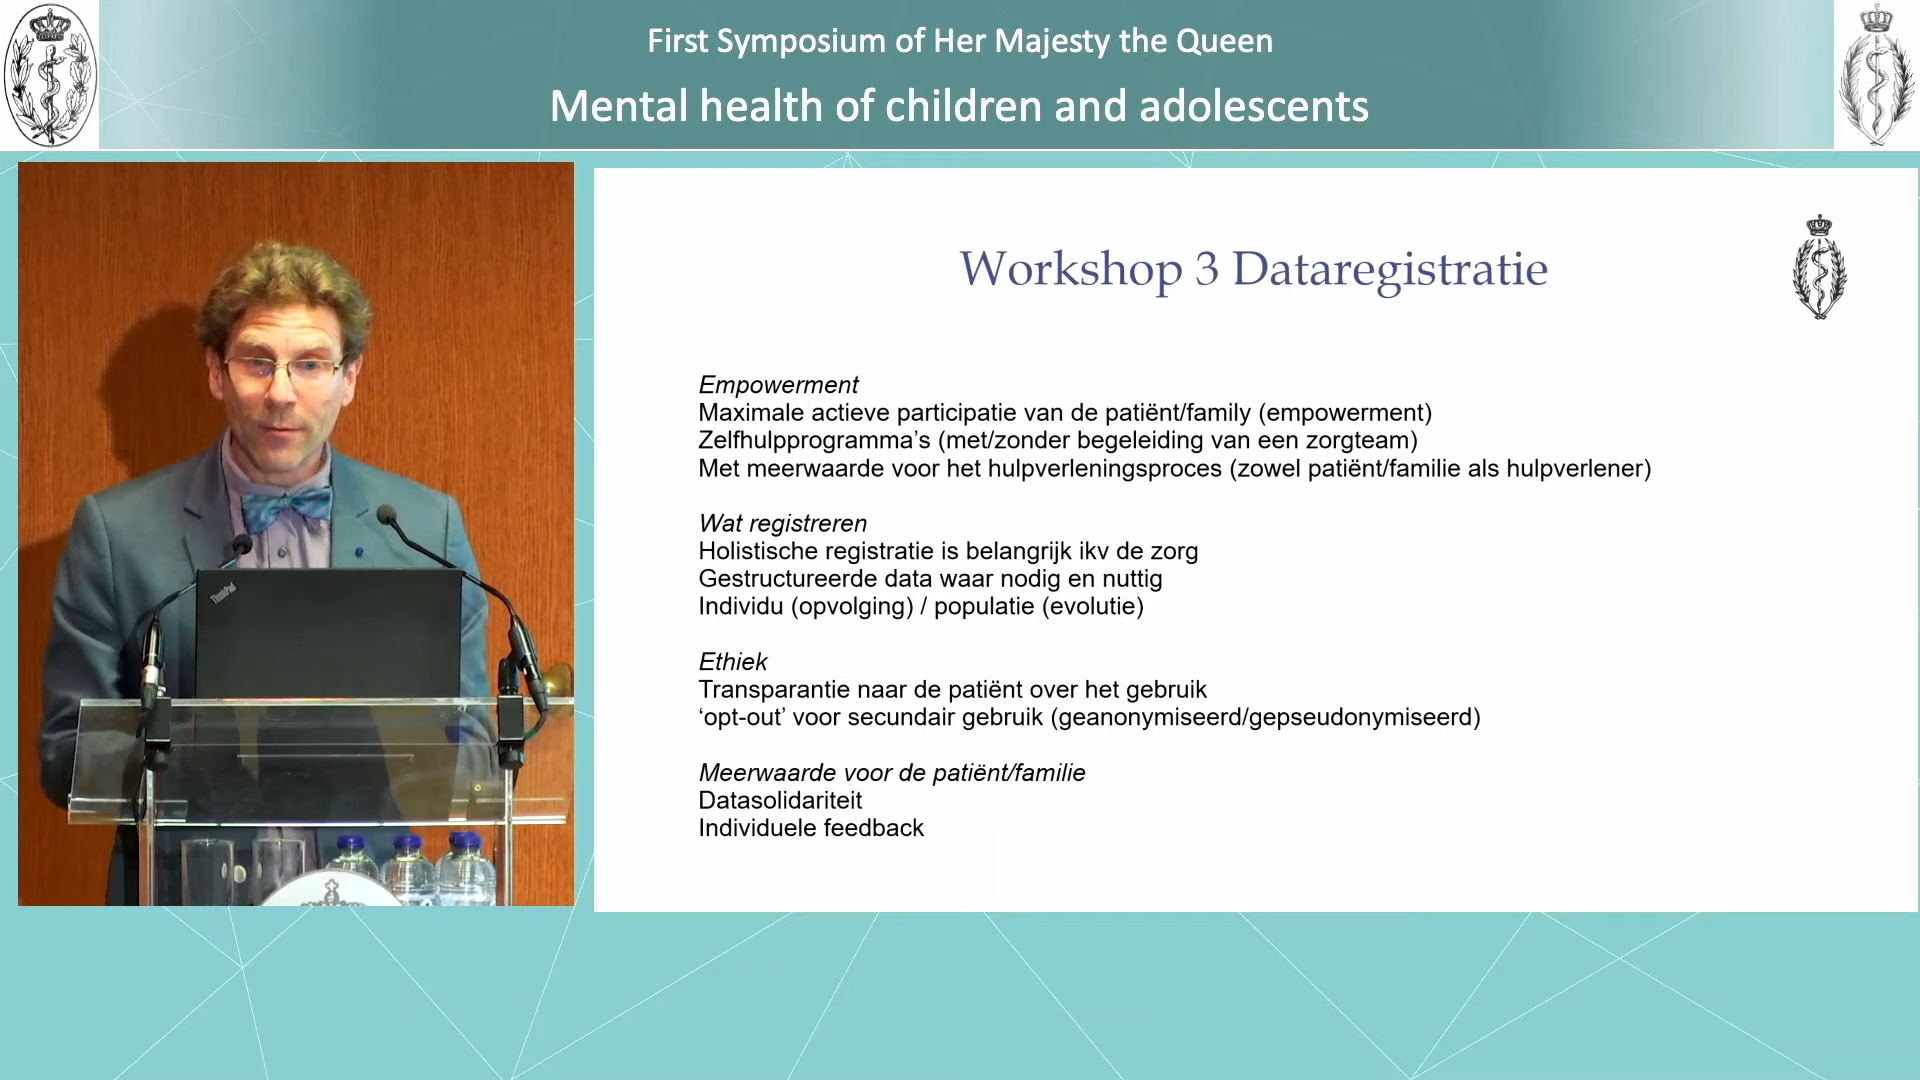 First Symposium of Her Majesty the Queen
Mental health of children and adolescents
Workshop 3 Dataregistratie
Empowerment
Maximale actieve participatie van de patiënt/family (empowerment)
Zelfhulpprogramma’s (met/zonder begeleiding van een zorgteam)
Met meerwaarde voor het hulpverleningsproces (zowel patiënt/familie als hulpverlener)
Wat registreren
Holistische registratie is belangrijk ikv de zorg
Gestructureerde data waar nodig en nuttig
Individu (opvolging) / populatie (evolutie)
Ethiek
Transparantie naar de patiënt over het gebruik
‘opt-out’ voor secundair gebruik (geanonymiseerd/gepseudonymiseerd)
Meerwaarde voor de patiënt/familie
Datasolidariteit
Individuele feedback
ThinkPad